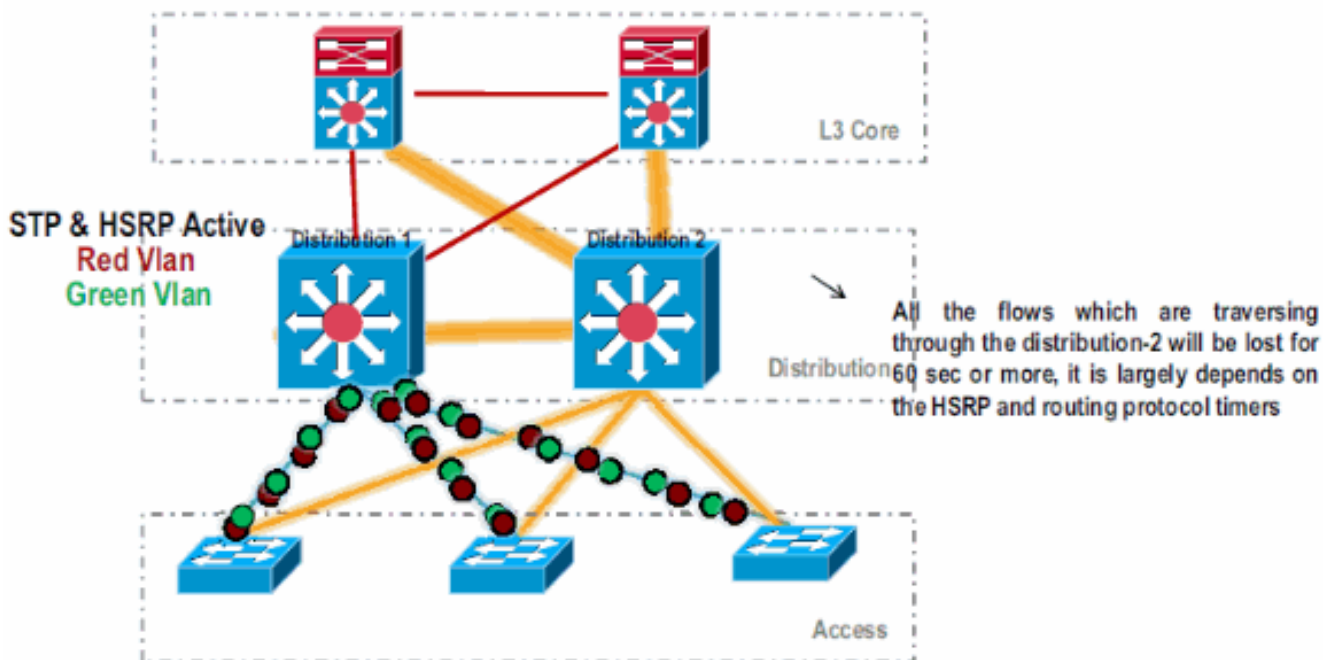 L3 Core
STP & HSRP Active
Red Vlan
Green Vlan
Distribution 1
Distribution 2
All the flows which are traversing
through the distribution-2 will be lost for
60 sec or more, it is largely depends on
the HSRP and routing protocol timers
Distribution
Access